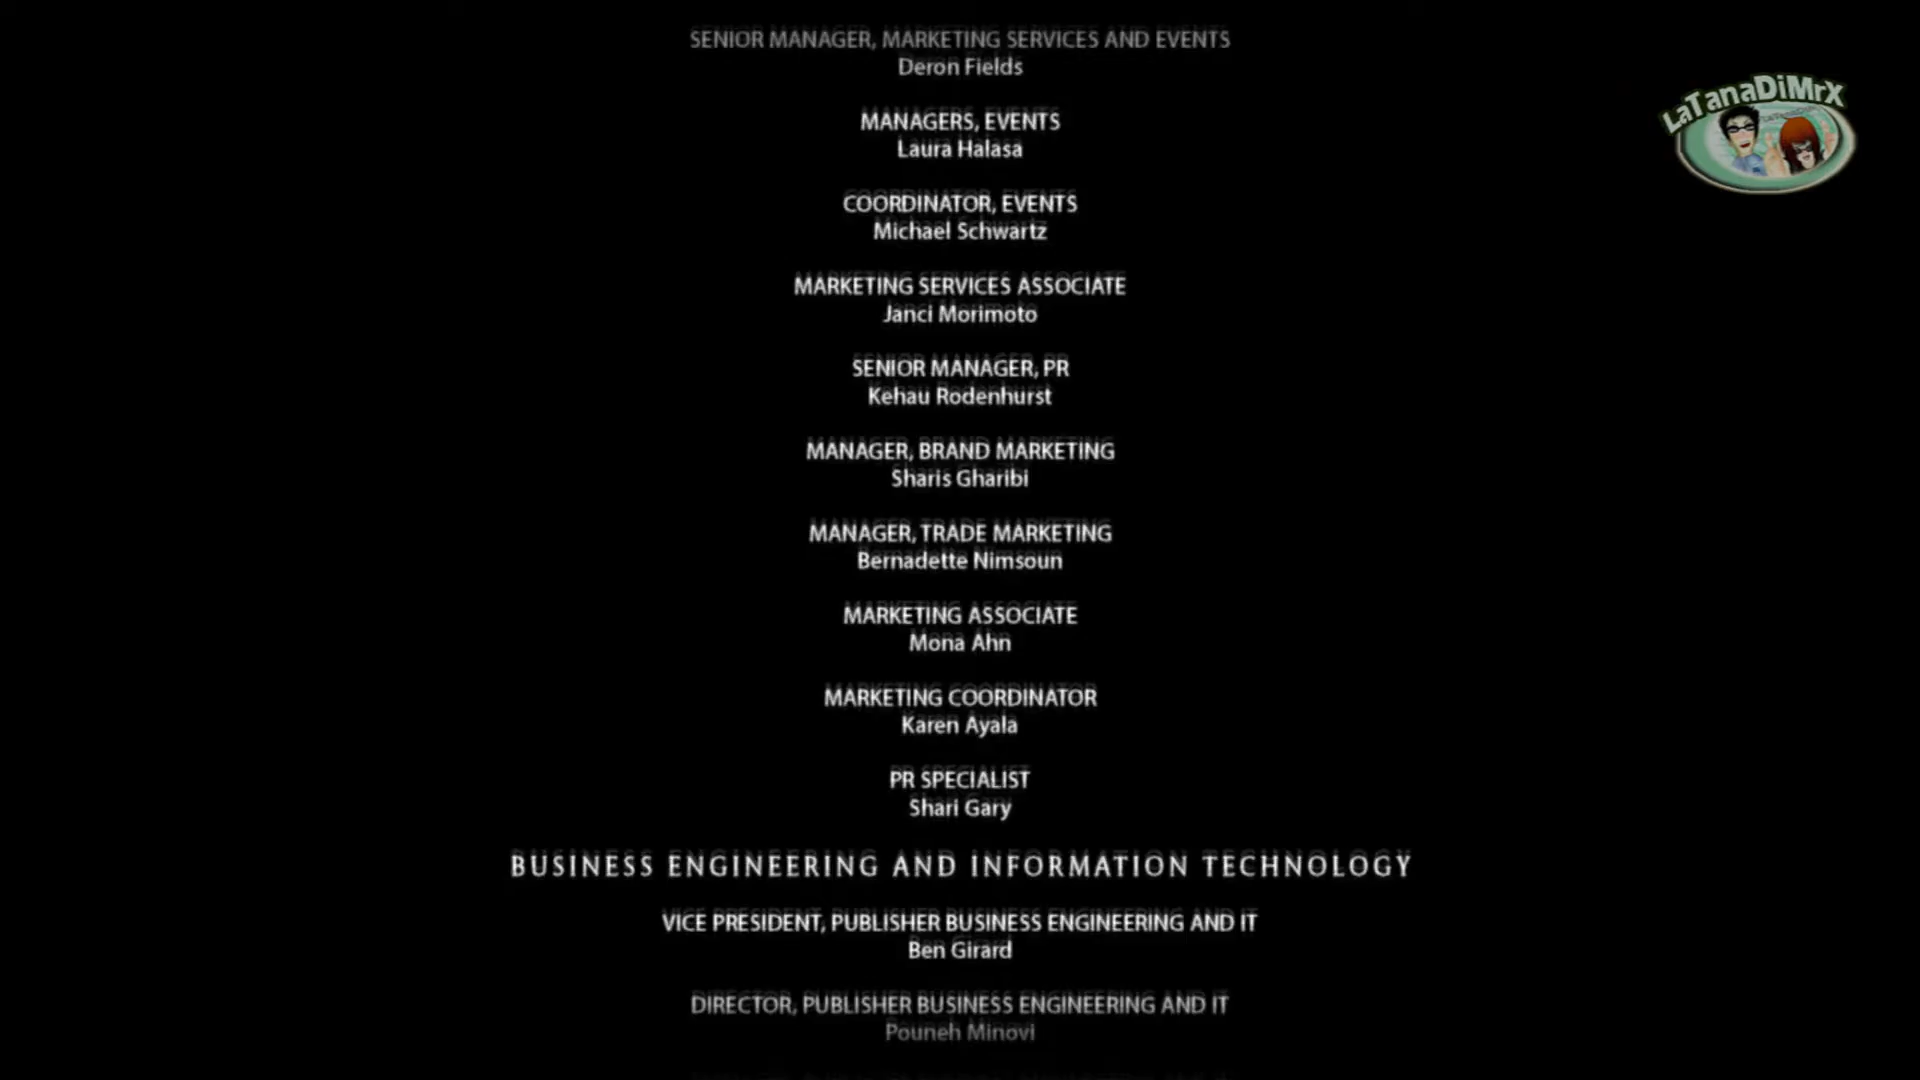 SENIOR MANAGER, MARKETING SERVICES AND EVENTS
Deron Fields
MANAGERS, EVENTS
Laura Halasa
COORDINATOR, EVENTS
Michael Schwartz
MARKETING SERVICES ASSOCIATE
Janci Morimoto
SENIOR MANAGER, PR
Kehau Rodenhurst
MANAGER, BRAND MARKETING
Sharis Gharibi
MANAGER, TRADE MARKETING
Bernadette Nimsoun
MARKETING ASSOCIATE
Mona Ahn
MARKETING COORDINATOR
Karen Ayala
PR SPECIALIST
Shari Gary
BUSINESS ENGINEERING AND INFORMATION TECHNOLOGY
VICE PRESIDENT, PUBLISHER BUSINESS ENGINEERING AND IT
Ben Girard
DIRECTOR, PUBLISHER BUSINESS ENGINEERING AND IT
Pouneh Minovi
LaTanaDiMrX